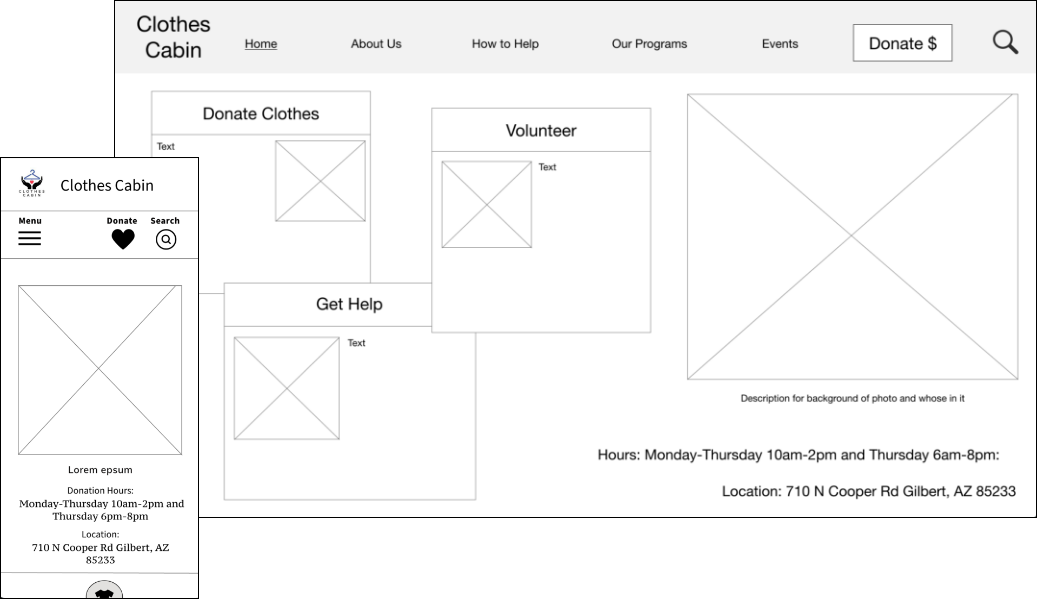 Clothes
Cabin
Home
About Us
How to Help
Our Programs
Events
Donate $
Donate Clothes
Text
Volunteer
Text
Get Help
Text
Description for background of photo and whose in it
Hours: Monday-Thursday 10am-2pm and Thursday 6am-8pm:
Location: 710 N Cooper Rd Gilbert, AZ 85233
CLOTHES
CABIN
Clothes Cabin
Menu
Donate
Search
Lorem epsum
Donation Hours:
Monday-Thursday 10am-2pm and
Thursday 6pm-8pm
Location:
710 N Cooper Rd Gilbert, AZ
85233